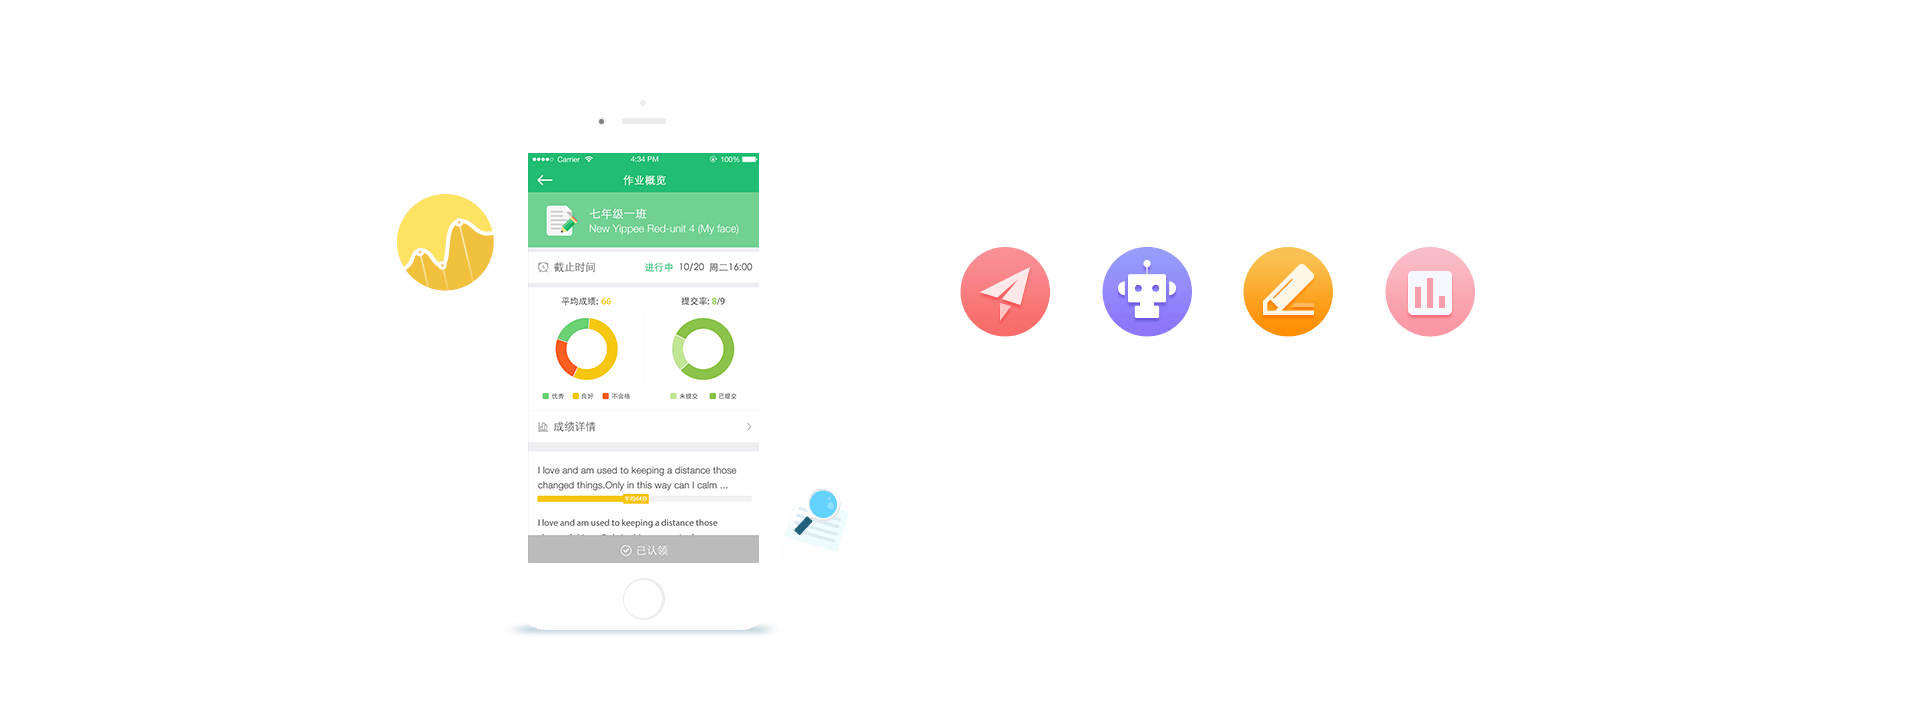 Carrier 4:34 PM 100%
作业概览
七年级一班
New Yippee Red-unit 4 (My face)
截止时间 进行中 10/20 周二16:00
平均成绩: 66 提交率: 8/9
优秀 良好 不合格 未提交 已提交
成绩详情
I love and am used to keeping a distance those
changed things.Only in this way can I calm ...
平均64分
I love and am used to keeping a distance those
已认领